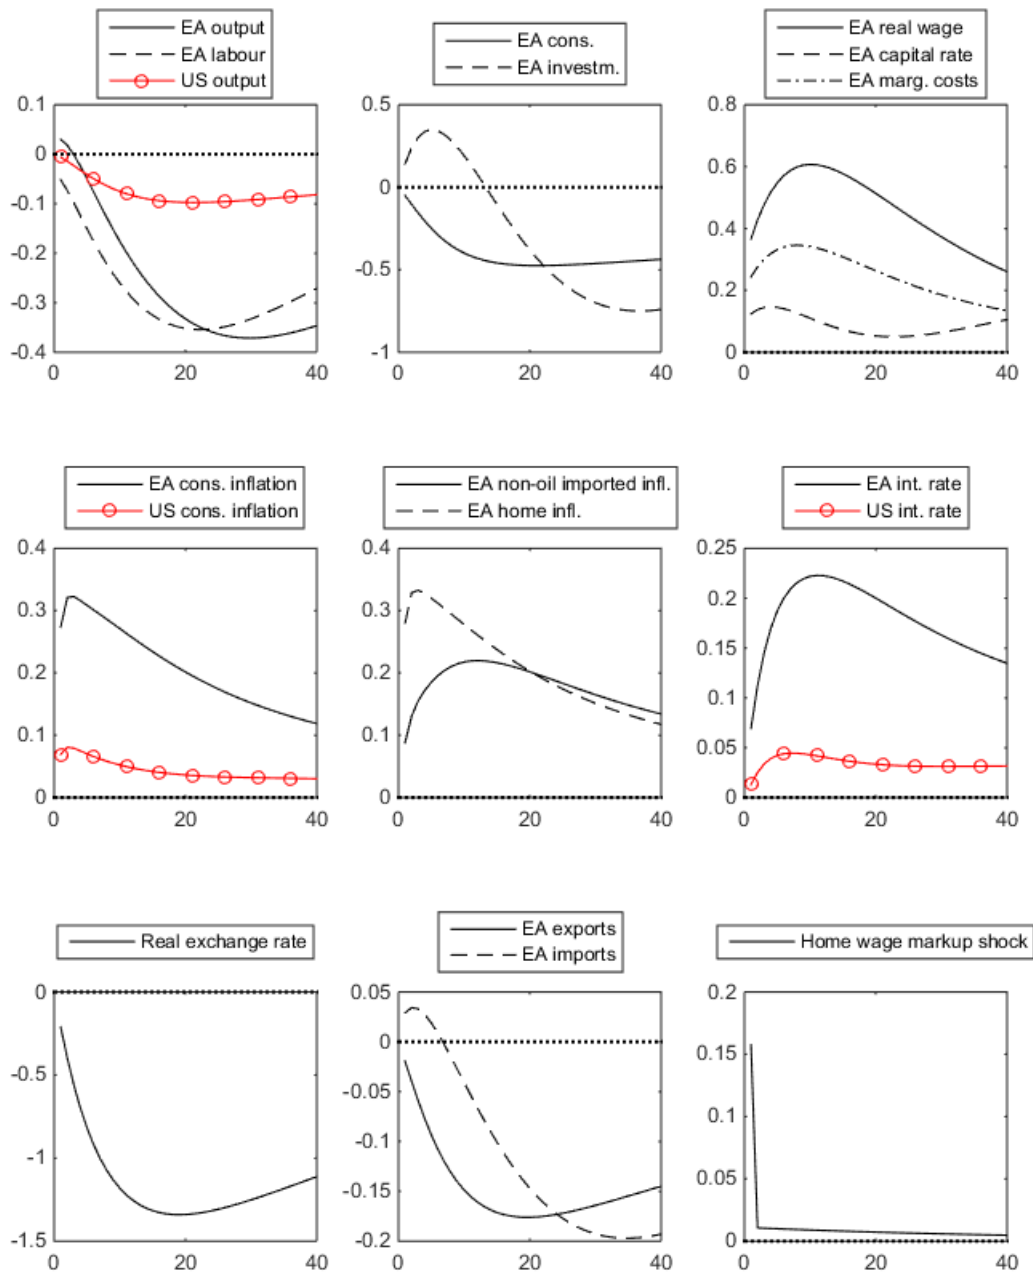 EA output
EA labour
US output
EA cons.
EA investm.
EA real wage
EA capital rate
EA marg. costs
0.1
0
-0.1
-0.2
-0.3
-0.4
0 20 40
0.5
0
-0.5
-1
0 20 40
0.8
0.6
0.4
0.2
0
0 20 40
EA cons. inflation
US cons. inflation
EA non-oil imported infl.
EA home infl.
EA int. rate
US int. rate
0.4
0.3
0.2
0.1
0
0 20 40
0.4
0.3
0.2
0.1
0
0 20 40
0.25
0.2
0.15
0.1
0.05
0
0 20 40
Real exchange rate
EA exports
EA imports
Home wage markup shock
0
-0.5
-1
-1.5
0 20 40
0.05
0
-0.05
-0.1
-0.15
-0.2
0 20 40
0.2
0.15
0.1
0.05
0
0 20 40